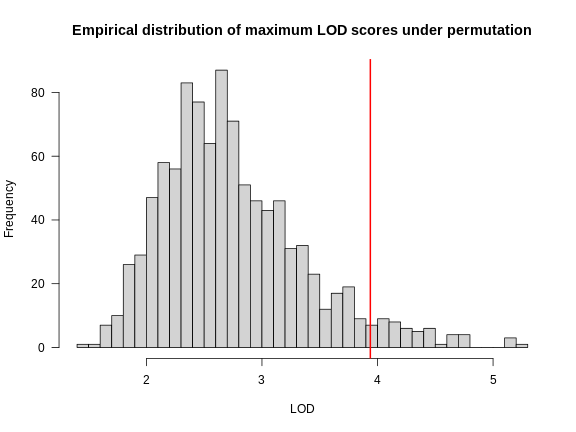 Empirical distribution of maximum LOD scores under permutation
Frequency
80
60
40
20
0
2 3 4 5
LOD